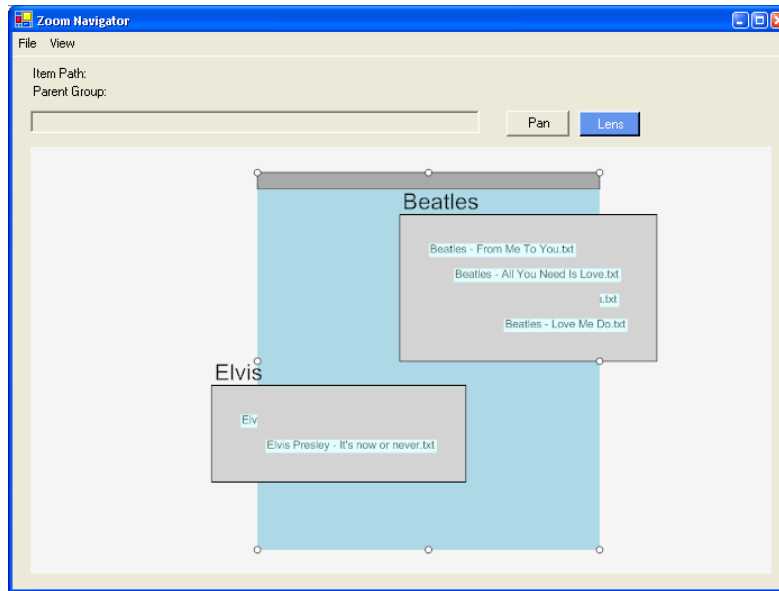 Zoom Navigator
File View
Item Path:
Parent Group:
Pan Lens
Beatles
Beatles - From Me To You.txt
Beatles - All You Need Is Love.txt
.txt
Beatles - Love Me Do.txt
Elvis
Elv
Elvis Presley - It's now or never.txt